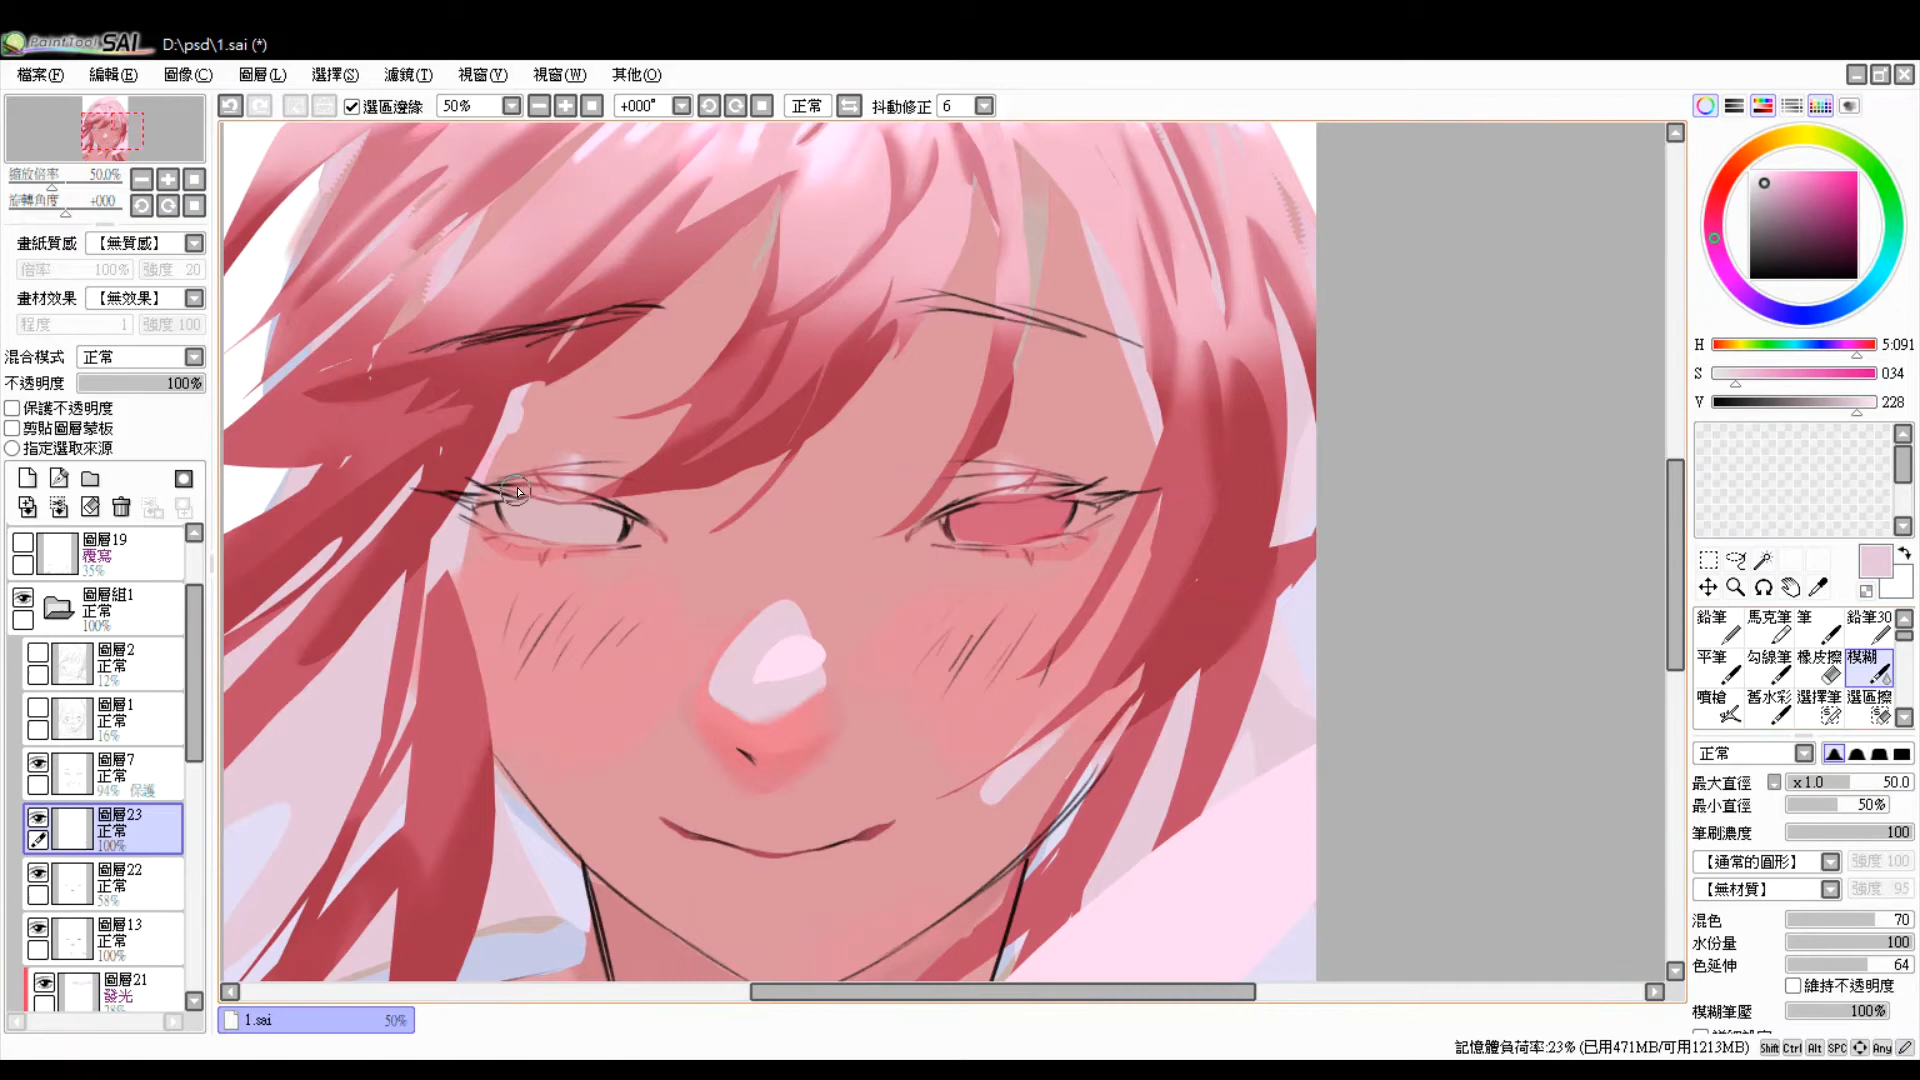 PaintTool SAI D:\psd\1.sai (*)
檔案(F) 編輯(E) 圖像(C) 圖層(L) 選擇(S) 濾鏡(T) 視窗(V) 視窗(W) 其他(O)
選區邊緣 50% +000° 正常 抖動修正 6
縮放倍率 50.0%
旋轉角度 +000
畫紙質感 【無質感】
倍率 100% 強度 20
畫材效果 【無效果】
程度 1 強度 100
混合模式 正常
不透明度 100%
保護不透明度
剪貼圖層蒙板
指定選取來源
圖層19
覆寫
35%
圖層組1
正常
100%
圖層2
正常
12%
圖層1
正常
16%
圖層7
正常
94% 保護
圖層23
正常
100%
圖層22
正常
58%
圖層13
正常
100%
圖層21
發光
1.sai 50%
H 5:091
S 034
V 228
鉛筆 馬克筆 筆 鉛筆30
平筆 勾線筆 橡皮擦 模糊
噴槍 舊水彩 選擇筆 選區擦
正常
最大直徑 x 1.0 50.0
最小直徑 50%
筆刷濃度 100
【通常的圓形】 強度 100
【無材質】 強度 95
混色 70
水份量 100
色延伸 64
維持不透明度
模糊筆壓 100%
記憶體負荷率:23% (已用471MB/可用1213MB) Shift Ctrl Alt SPC Any